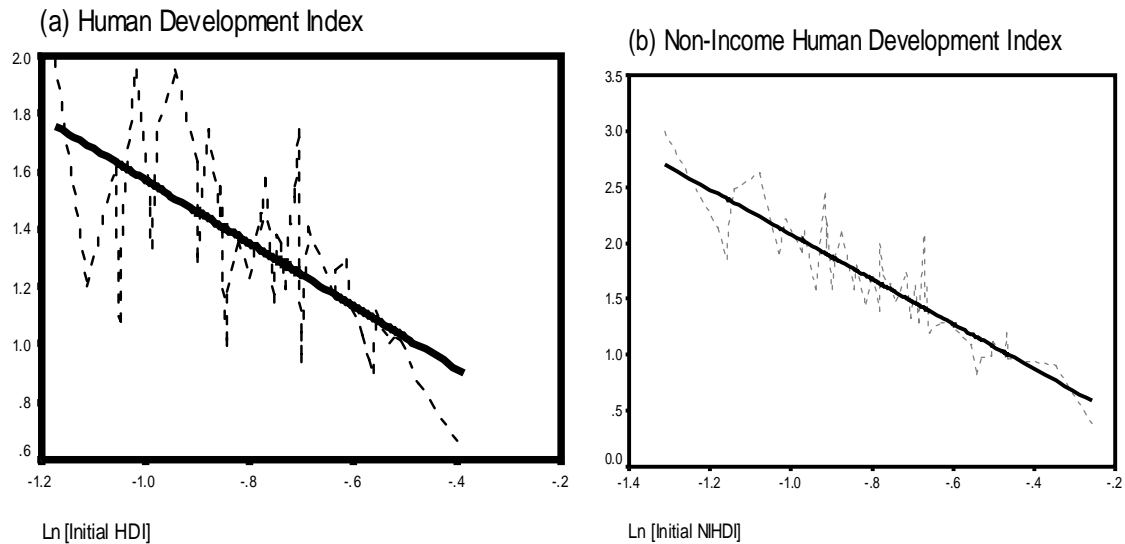 (a) Human Development Index
2.0
1.8
1.6
1.4
1.2
1.0
.8
.6
-1.2 -1.0 -.8 -.6 -.4 -.2
Ln [Initial HDI]
(b) Non-Income Human Development Index
3.5
3.0
2.5
2.0
1.5
1.0
.5
0.0
-1.4 -1.2 -1.0 -.8 -.6 -.4 -.2
Ln [Initial NIHDI]